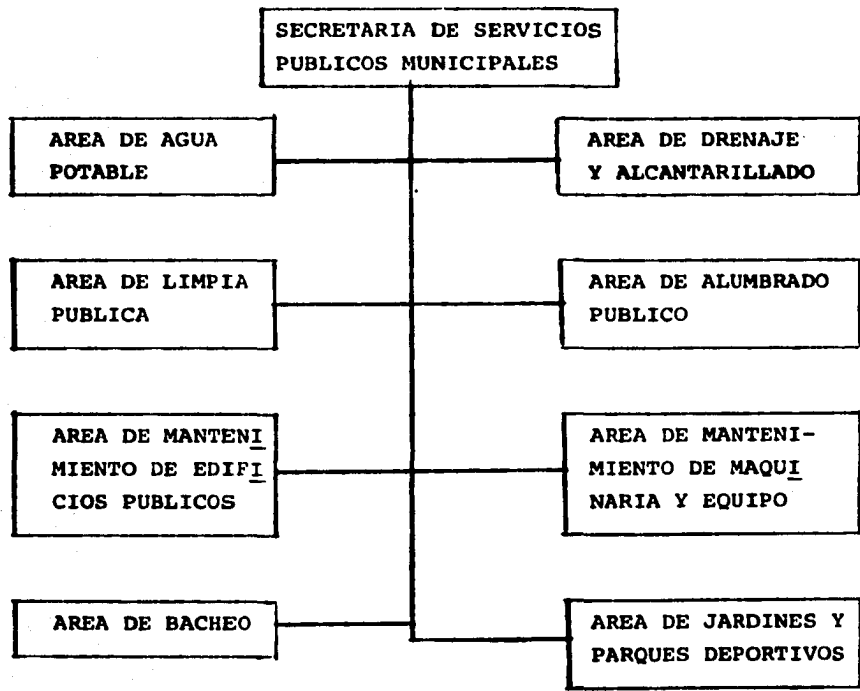 SECRETARIA DE SERVICIOS
PUBLICOS MUNICIPALES
AREA DE AGUA
POTABLE
AREA DE DRENAJE
Y ALCANTARILLADO
AREA DE LIMPIA
PUBLICA
AREA DE ALUMBRADO
PUBLICO
AREA DE MANTENI
MIENTO DE EDIFI
CIOS PUBLICOS
AREA DE MANTENI-
MIENTO DE MAQUI
NARIA Y EQUIPO
AREA DE BACHEO
AREA DE JARDINES Y
PARQUES DEPORTIVOS